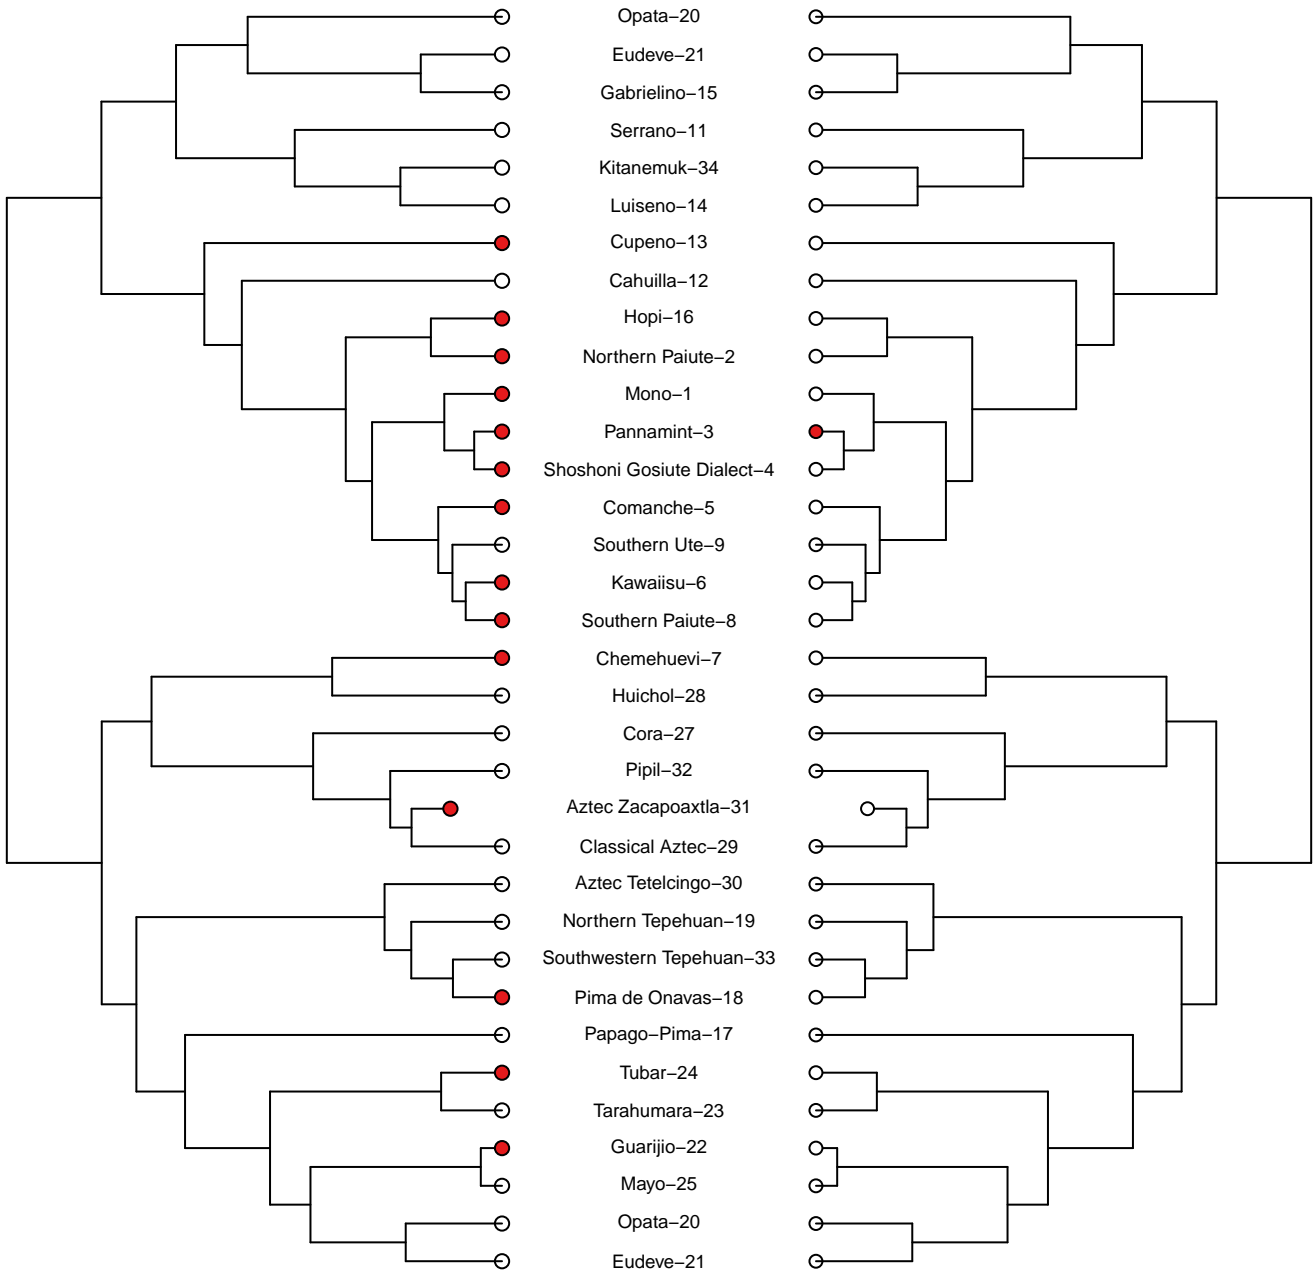 Opata−20
Eudeve−21
Gabrielino−15
Serrano−11
Kitanemuk−34
Luiseno−14
Cupeno−13
Cahuilla−12
Hopi−16
Northern Paiute−2
Mono−1
Pannamint−3
Shoshoni Gosiute Dialect−4
Comanche−5
Southern Ute−9
Kawaiisu−6
Southern Paiute−8
Chemehuevi−7
Huichol−28
Cora−27
Pipil−32
Aztec Zacapoaxtla−31
Classical Aztec−29
Aztec Tetelcingo−30
Northern Tepehuan−19
Southwestern Tepehuan−33
Pima de Onavas−18
Papago−Pima−17
Tubar−24
Tarahumara−23
Guarijio−22
Mayo−25
Opata−20
Eudeve−21